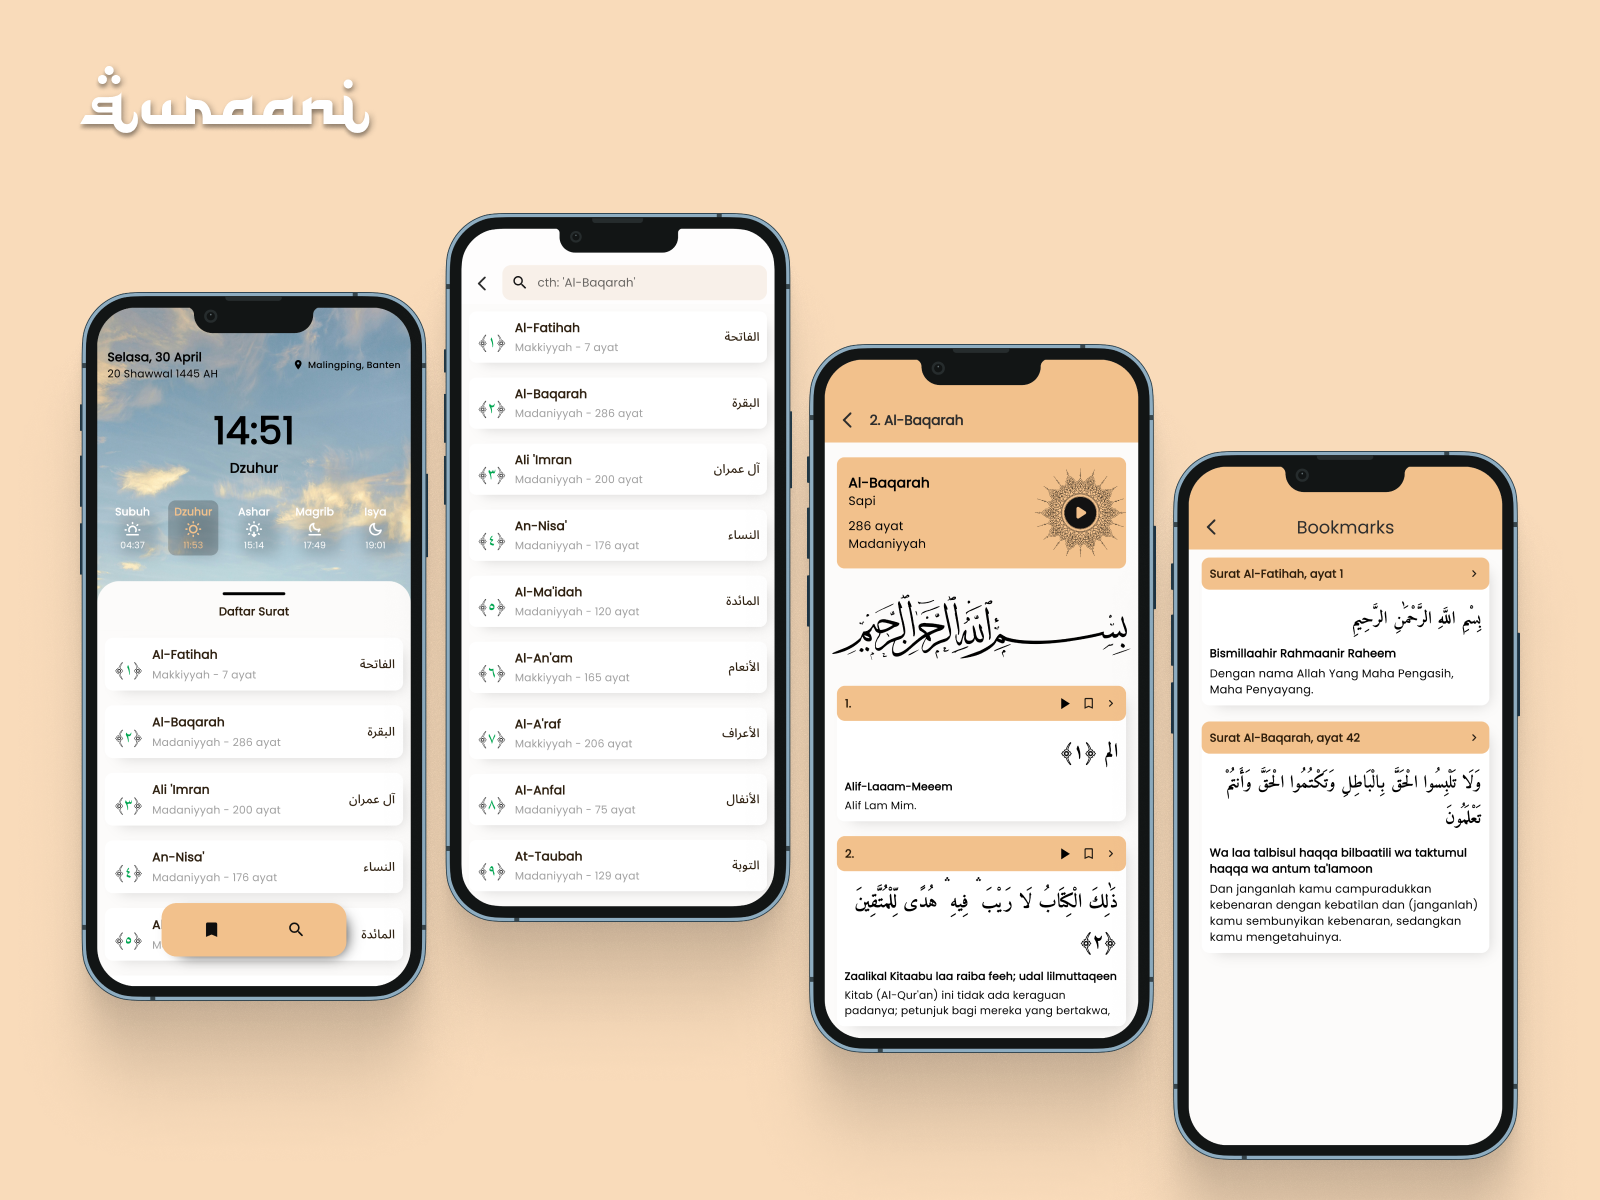 quraani
Selasa, 30 April
20 Shawwal 1445 AH
Malingping, Banten
14:51
Dzuhur
Subuh
Dzuhur
Ashar
Magrib
Isya
04:37
11:53
15:14
17:49
19:01
Daftar Surat
Al-Fatihah
Makkiyyah - 7 ayat
﴿١﴾
الفاتحة
Al-Baqarah
Madaniyyah - 286 ayat
﴿٢﴾
البقرة
Ali 'Imran
Madaniyyah - 200 ayat
﴿٣﴾
آل عمران
An-Nisa'
Madaniyyah - 176 ayat
﴿٤﴾
النساء
A
M
﴿٥﴾
المائدة
cth: 'Al-Baqarah'
Al-Fatihah
Makkiyyah - 7 ayat
﴿١﴾
الفاتحة
Al-Baqarah
Madaniyyah - 286 ayat
﴿٢﴾
البقرة
Ali 'Imran
Madaniyyah - 200 ayat
﴿٣﴾
آل عمران
An-Nisa'
Madaniyyah - 176 ayat
﴿٤﴾
النساء
Al-Ma'idah
Madaniyyah - 120 ayat
﴿٥﴾
المائدة
Al-An'am
Makkiyyah - 165 ayat
﴿٦﴾
الأنعام
Al-A'raf
Makkiyyah - 206 ayat
﴿٧﴾
الأعراف
Al-Anfal
Madaniyyah - 75 ayat
﴿٨﴾
الأنفال
At-Taubah
Madaniyyah - 129 ayat
﴿٩﴾
التوبة
2. Al-Baqarah
Al-Baqarah
Sapi
286 ayat
Madaniyyah
بسم الله الرحمن الرحيم
1.
الم ﴿١﴾
Alif-Laaam-Meeem
Alif Lam Mim.
2.
ذَٰلِكَ الْكِتَابُ لَا رَيْبَ ۛ فِيهِ ۛ هُدًى لِّلْمُتَّقِينَ
﴿٢﴾
Zaalikal Kitaabu laa raiba feeh; udal lilmuttaqeen
Kitab (Al-Qur'an) ini tidak ada keraguan
padanya; petunjuk bagi mereka yang bertakwa,
Bookmarks
Surat Al-Fatihah, ayat 1
بِسْمِ اللَّهِ الرَّحْمَٰنِ الرَّحِيمِ
Bismillaahir Rahmaanir Raheem
Dengan nama Allah Yang Maha Pengasih,
Maha Penyayang.
Surat Al-Baqarah, ayat 42
وَلَا تَلْبِسُوا الْحَقَّ بِالْبَاطِلِ وَتَكْتُمُوا الْحَقَّ وَأَنتُمْ
تَعْلَمُونَ
Wa laa talbisul haqqa bilbaatili wa taktumul
haqqa wa antum ta'lamoon
Dan janganlah kamu campuradukkan
kebenaran dengan kebatilan dan (janganlah)
kamu sembunyikan kebenaran, sedangkan
kamu mengetahuinya.